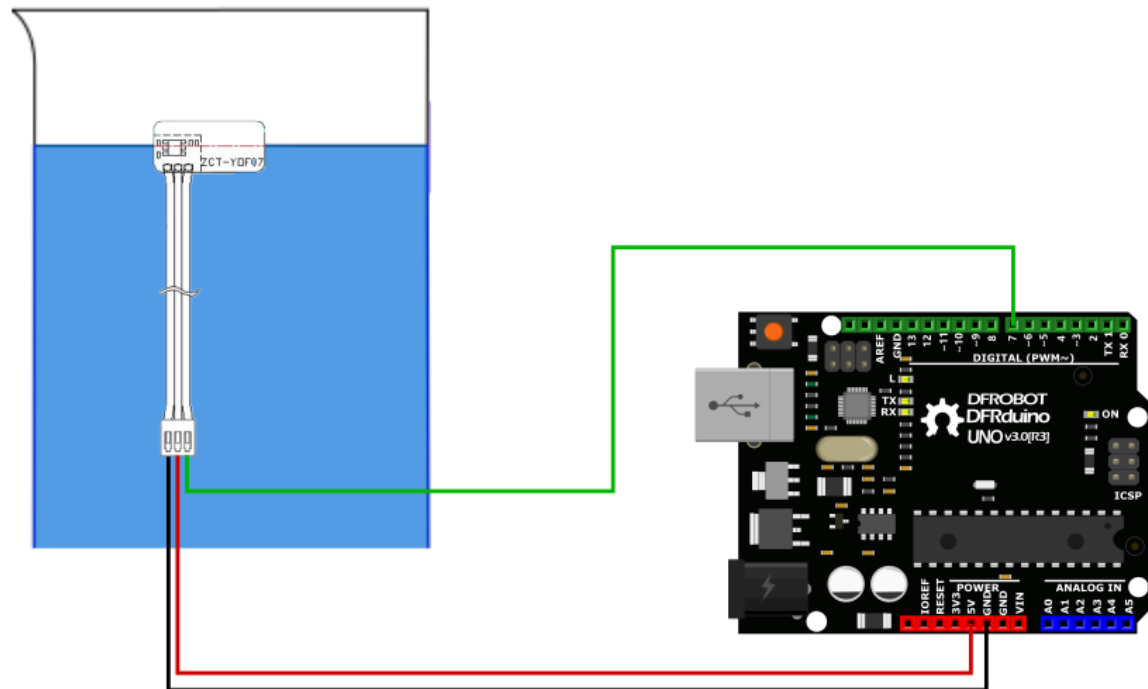 ZCT-YDF07
AREF
GND
13
12
~11
~10
~9
8
7
~6
~5
4
~3
2
TX 1
RX 0
DIGITAL (PWM~)
L
TX
RX
DFROBOT
DFRduino
UNO v3.0[R3]
ON
ICSP
POWER
ANALOG IN
IOREF
RESET
3V3
5V
GND
GND
VIN
A0
A1
A2
A3
A4
A5